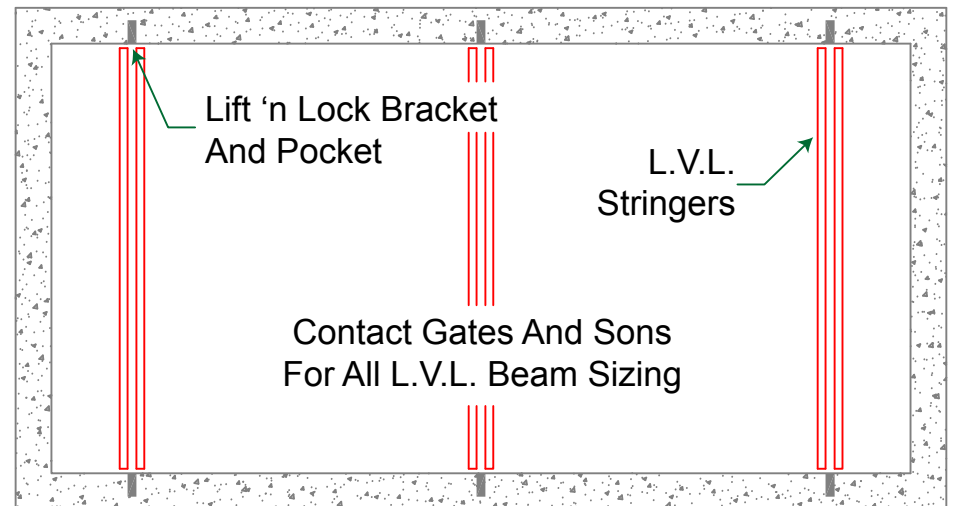 Lift ‘n Lock Bracket
And Pocket
L.V.L.
Stringers
Contact Gates And Sons
For All L.V.L. Beam Sizing